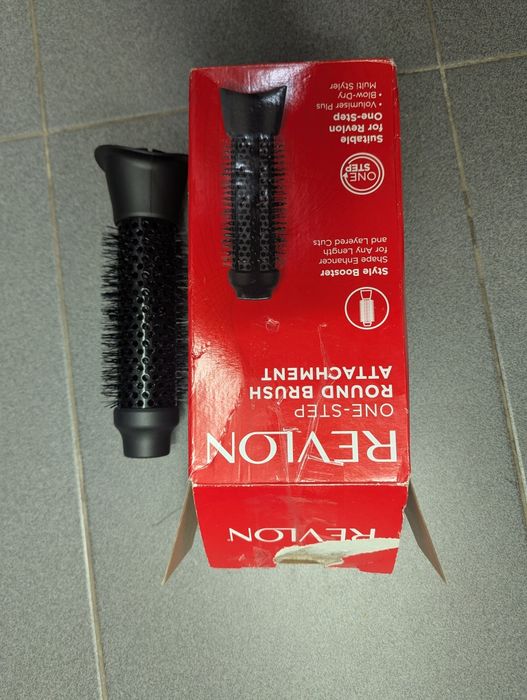 REVLON®
REVLON
ONE-STEP
ROUND BRUSH
ATTACHMENT
Style Booster
Shape Enhancer
for Any Length
and Layered Cuts
ONE
STEP
Suitable
for Revlon
One-Step
• Volumiser Plus
• Blow-Dry
Multi Styler